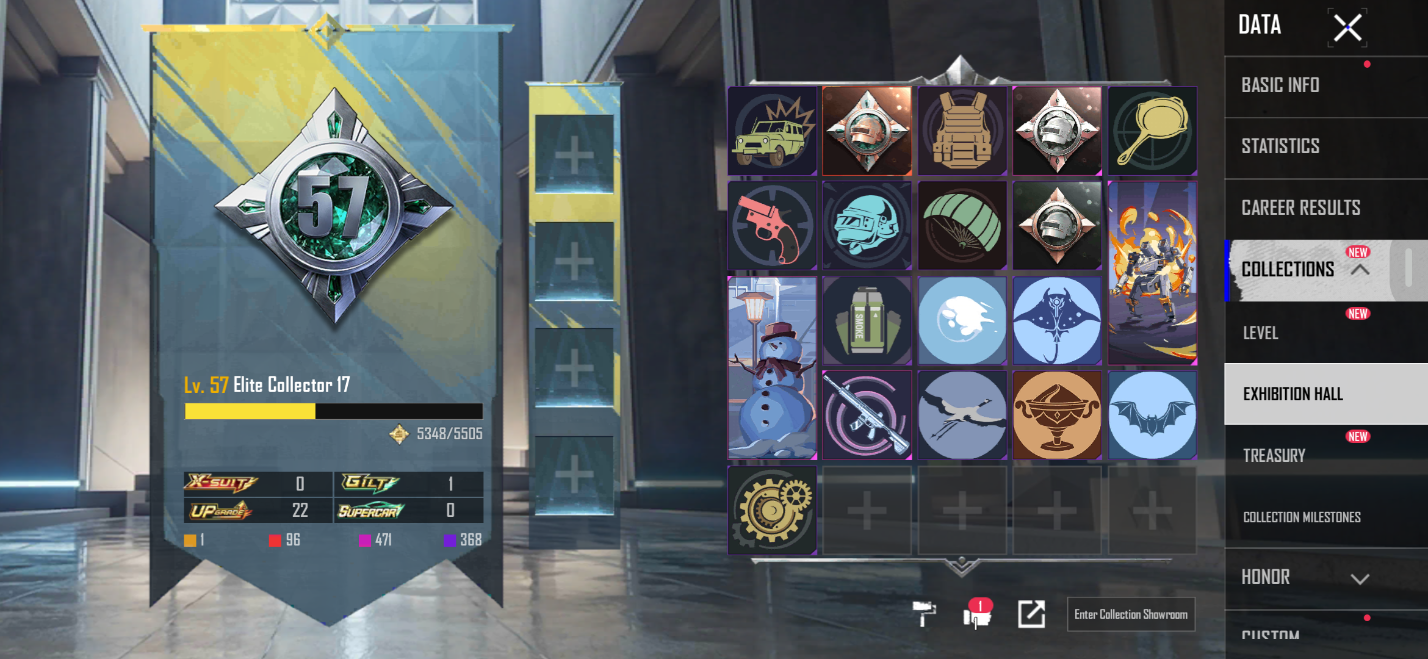 57
Lv. 57 Elite Collector 17
5348/5505
X-SUIT 0
GILT 1
UPGRADE 22
SUPERCAR 0
1
96
471
368
SMOKE
1
Enter Collection Showroom
DATA
BASIC INFO
STATISTICS
CAREER RESULTS
COLLECTIONS
NEW
LEVEL
NEW
EXHIBITION HALL
TREASURY
NEW
COLLECTION MILESTONES
HONOR
CUSTOM